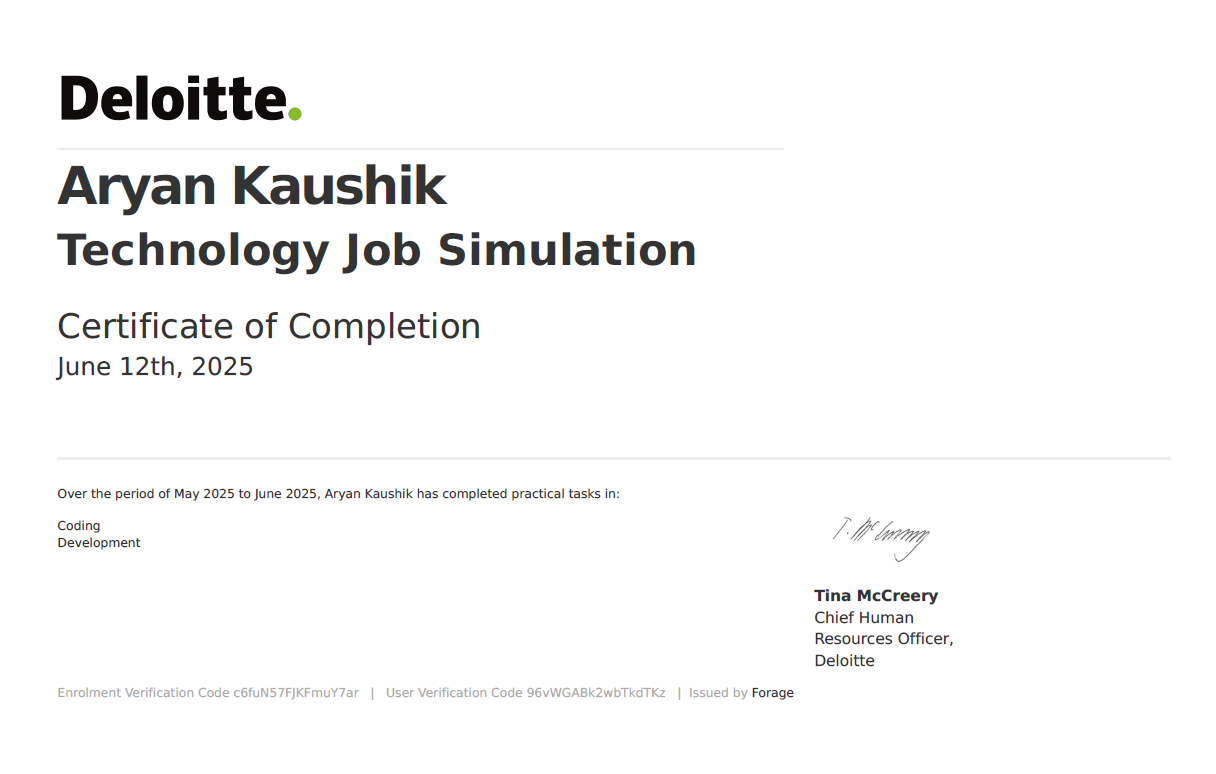 Deloitte.
Aryan Kaushik
Technology Job Simulation
Certificate of Completion
June 12th, 2025
Over the period of May 2025 to June 2025, Aryan Kaushik has completed practical tasks in:
Coding
Development
T. McCreery
Tina McCreery
Chief Human
Resources Officer,
Deloitte
Enrolment Verification Code c6fuN57FJKFmuY7ar | User Verification Code 96vWGABk2wbTkdTKz | Issued by Forage